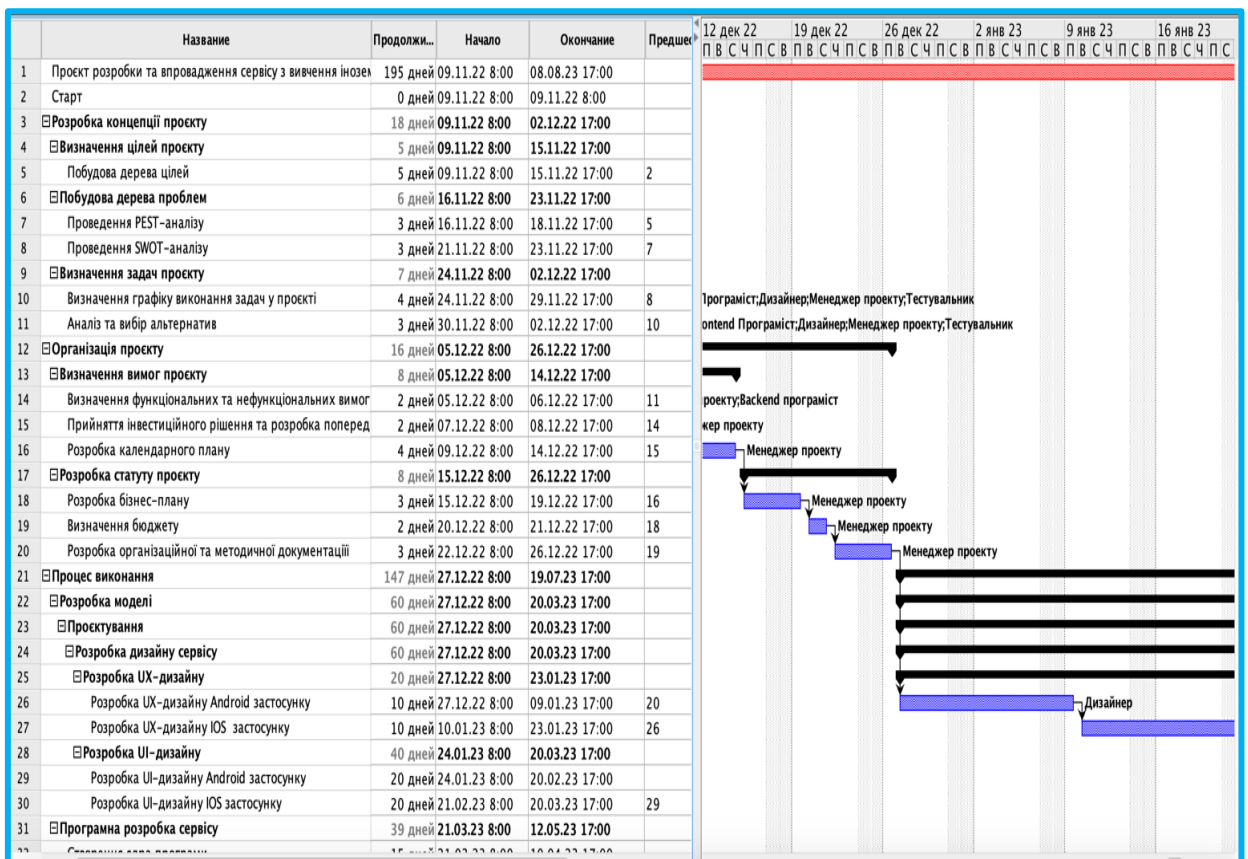 Название Продолжи... Начало Окончание Предшес
12 дек 22 19 дек 22 26 дек 22 2 янв 23 9 янв 23 16 янв 23
П В С Ч П С В П В С Ч П С В П В С Ч П С В П В С Ч П С В П В С Ч П С В П В С Ч П С
1 Проєкт розробки та впровадження сервісу з вивчення інозем 195 дней 09.11.22 8:00 08.08.23 17:00
2 Старт 0 дней 09.11.22 8:00 09.11.22 8:00
3 Розробка концепції проєкту 18 дней 09.11.22 8:00 02.12.22 17:00
4 Визначення цілей проєкту 5 дней 09.11.22 8:00 15.11.22 17:00
5 Побудова дерева цілей 5 дней 09.11.22 8:00 15.11.22 17:00 2
6 Побудова дерева проблем 6 дней 16.11.22 8:00 23.11.22 17:00
7 Проведення PEST-аналізу 3 дней 16.11.22 8:00 18.11.22 17:00 5
8 Проведення SWOT-аналізу 3 дней 21.11.22 8:00 23.11.22 17:00 7
9 Визначення задач проєкту 7 дней 24.11.22 8:00 02.12.22 17:00
10 Визначення графіку виконання задач у проєкті 4 дней 24.11.22 8:00 29.11.22 17:00 8 Програміст;Дизайнер;Менеджер проекту;Тестувальник
11 Аналіз та вибір альтернатив 3 дней 30.11.22 8:00 02.12.22 17:00 10 ontend Програміст;Дизайнер;Менеджер проекту;Тестувальник
12 Організація проєкту 16 дней 05.12.22 8:00 26.12.22 17:00
13 Визначення вимог проєкту 8 дней 05.12.22 8:00 14.12.22 17:00
14 Визначення функціональних та нефункціональних вимог 2 дней 05.12.22 8:00 06.12.22 17:00 11 роекту;Backend програміст
15 Прийняття інвестиційного рішення та розробка поперед 2 дней 07.12.22 8:00 08.12.22 17:00 14 жер проекту
16 Розробка календарного плану 4 дней 09.12.22 8:00 14.12.22 17:00 15 Менеджер проекту
17 Розробка статуту проєкту 8 дней 15.12.22 8:00 26.12.22 17:00
18 Розробка бізнес-плану 3 дней 15.12.22 8:00 19.12.22 17:00 16 Менеджер проекту
19 Визначення бюджету 2 дней 20.12.22 8:00 21.12.22 17:00 18 Менеджер проекту
20 Розробка організаційної та методичної документаціїї 3 дней 22.12.22 8:00 26.12.22 17:00 19 Менеджер проекту
21 Процес виконання 147 дней 27.12.22 8:00 19.07.23 17:00
22 Розробка моделі 60 дней 27.12.22 8:00 20.03.23 17:00
23 Проєктування 60 дней 27.12.22 8:00 20.03.23 17:00
24 Розробка дизайну сервісу 60 дней 27.12.22 8:00 20.03.23 17:00
25 Розробка UX-дизайну 20 дней 27.12.22 8:00 23.01.23 17:00
26 Розробка UX-дизайну Android застосунку 10 дней 27.12.22 8:00 09.01.23 17:00 20 Дизайнер
27 Розробка UX-дизайну IOS застосунку 10 дней 10.01.23 8:00 23.01.23 17:00 26
28 Розробка UI-дизайну 40 дней 24.01.23 8:00 20.03.23 17:00
29 Розробка UI-дизайну Android застосунку 20 дней 24.01.23 8:00 20.02.23 17:00
30 Розробка UI-дизайну IOS застосунку 20 дней 21.02.23 8:00 20.03.23 17:00 29
31 Програмна розробка сервісу 39 дней 21.03.23 8:00 12.05.23 17:00